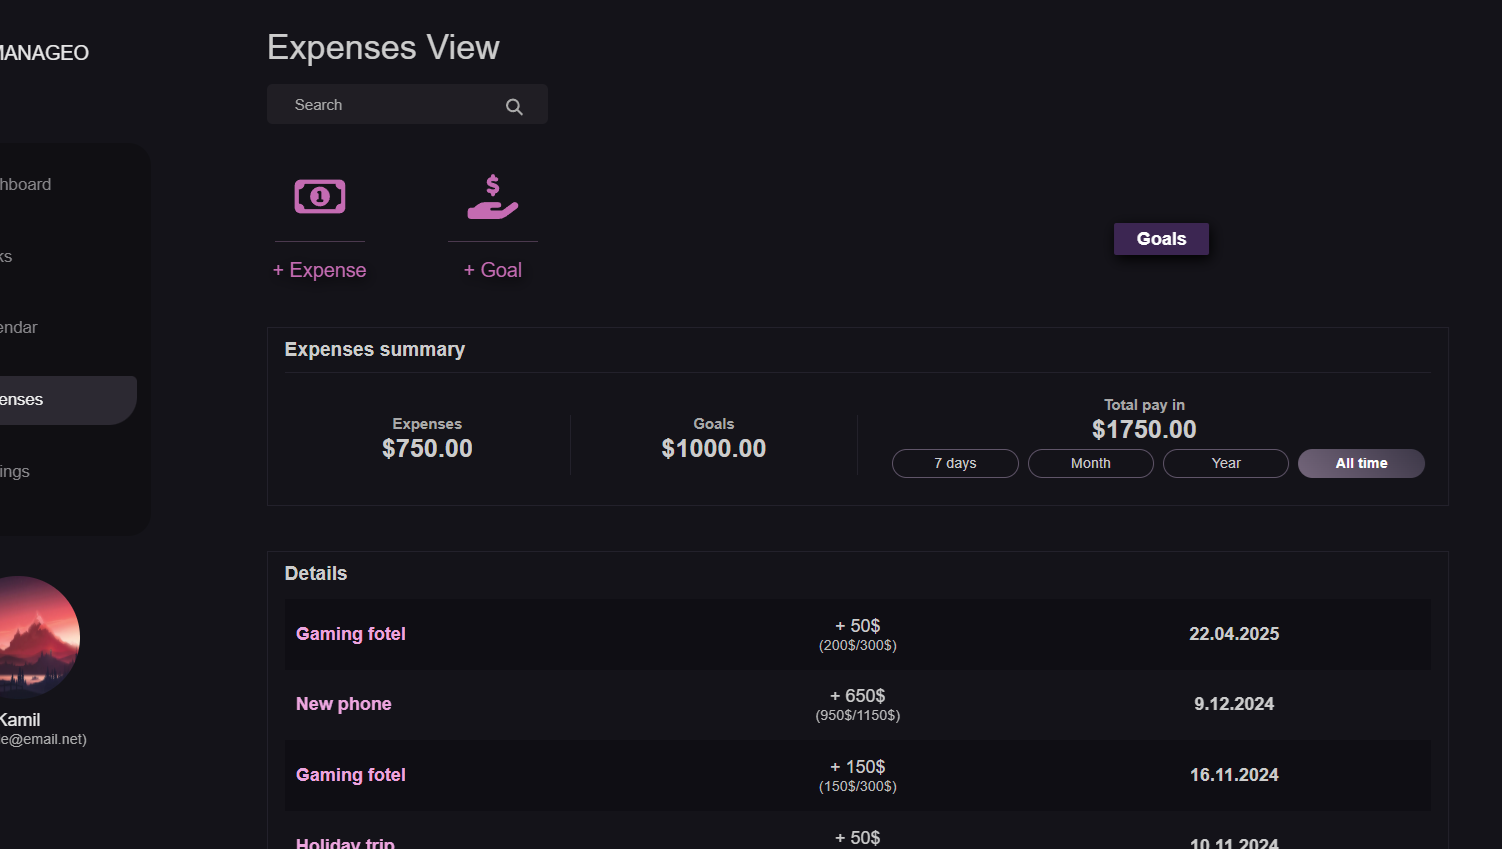 MANAGEO
Expenses View
Search
hboard
ks
endar
enses
ings
1
$
+ Expense
+ Goal
Goals
Expenses summary
Expenses
$750.00
Goals
$1000.00
Total pay in
$1750.00
7 days
Month
Year
All time
Kamil
e@email.net)
Details
Gaming fotel
+ 50$
(200$/300$)
22.04.2025
New phone
+ 650$
(950$/1150$)
9.12.2024
Gaming fotel
+ 150$
(150$/300$)
16.11.2024
Holiday trip
+ 50$
10.11.2024